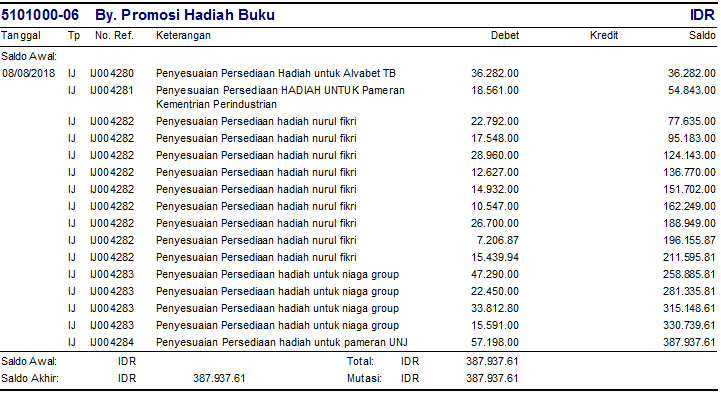 5101000-06 By. Promosi Hadiah Buku IDR
Tanggal Tp No. Ref. Keterangan Debet Kredit Saldo
Saldo Awal:
08/08/2018 IJ IJ004280 Penyesuaian Persediaan Hadiah untuk Alvabet TB 36.282.00 36.282.00
IJ IJ004281 Penyesuaian Persediaan HADIAH UNTUK Pameran 18.561.00 54.843.00
Kementrian Perindustrian
IJ IJ004282 Penyesuaian Persediaan hadiah nurul fikri 22.792.00 77.635.00
IJ IJ004282 Penyesuaian Persediaan hadiah nurul fikri 17.548.00 95.183.00
IJ IJ004282 Penyesuaian Persediaan hadiah nurul fikri 28.960.00 124.143.00
IJ IJ004282 Penyesuaian Persediaan hadiah nurul fikri 12.627.00 136.770.00
IJ IJ004282 Penyesuaian Persediaan hadiah nurul fikri 14.932.00 151.702.00
IJ IJ004282 Penyesuaian Persediaan hadiah nurul fikri 10.547.00 162.249.00
IJ IJ004282 Penyesuaian Persediaan hadiah nurul fikri 26.700.00 188.949.00
IJ IJ004282 Penyesuaian Persediaan hadiah nurul fikri 7.206.87 196.155.87
IJ IJ004282 Penyesuaian Persediaan hadiah nurul fikri 15.439.94 211.595.81
IJ IJ004283 Penyesuaian Persediaan hadiah untuk niaga group 47.290.00 258.885.81
IJ IJ004283 Penyesuaian Persediaan hadiah untuk niaga group 22.450.00 281.335.81
IJ IJ004283 Penyesuaian Persediaan hadiah untuk niaga group 33.812.80 315.148.61
IJ IJ004283 Penyesuaian Persediaan hadiah untuk niaga group 15.591.00 330.739.61
IJ IJ004284 Penyesuaian Persediaan hadiah untuk pameran UNJ 57.198.00 387.937.61
Saldo Awal: IDR Total: IDR 387.937.61
Saldo Akhir: IDR 387.937.61 Mutasi: IDR 387.937.61